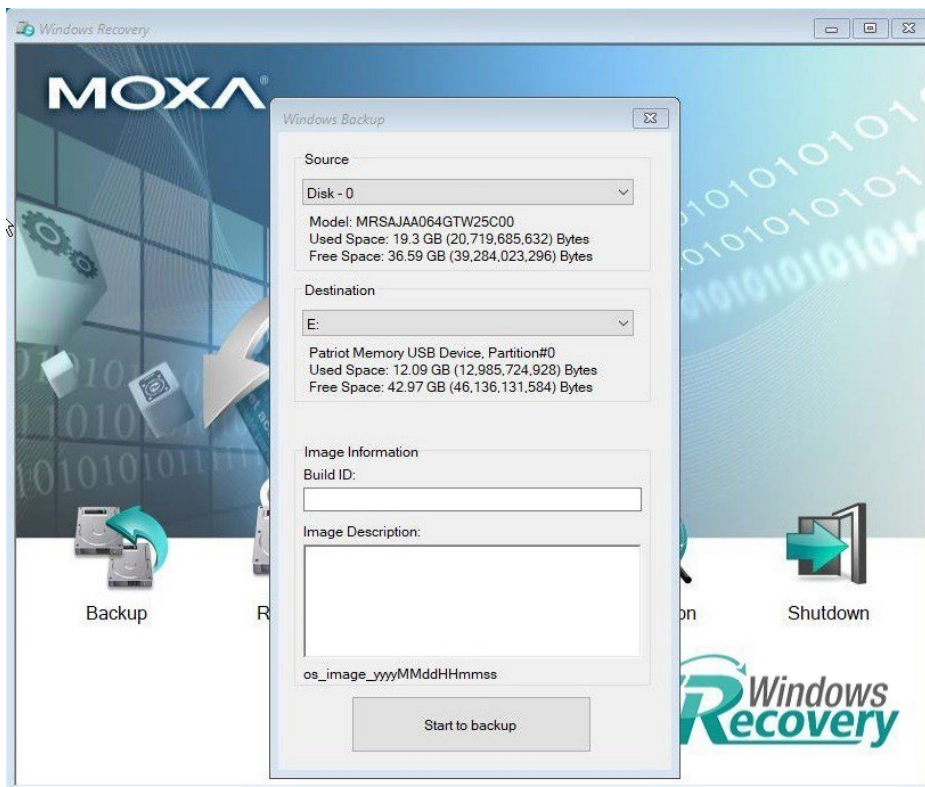 Windows Recovery
MOXA®
Windows Backup
Source
Disk - 0
Model: MRSAJAA064GTW25C00
Used Space: 19.3 GB (20,719,685,632) Bytes
Free Space: 36.59 GB (39,284,023,296) Bytes
Destination
E:
Patriot Memory USB Device, Partition#0
Used Space: 12.09 GB (12,985,724,928) Bytes
Free Space: 42.97 GB (46,136,131,584) Bytes
Image Information
Build ID:
Image Description:
os_image_yyyyMMddHHmmss
Start to backup
Backup
R
on
Shutdown
Windows
Recovery